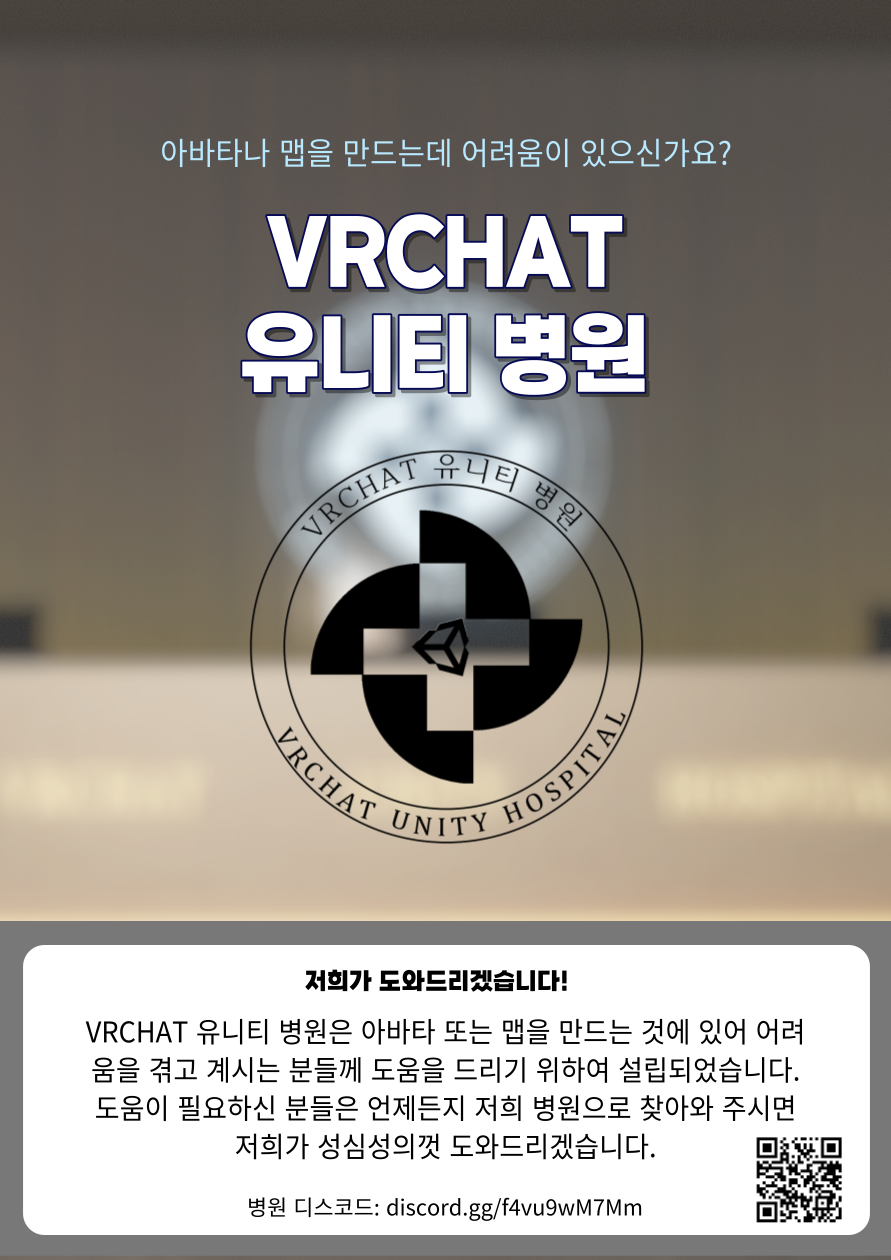 아바타나 맵을 만드는데 어려움이 있으신가요?
VRCHAT
유니티 병원
VRCHAT 유니티 병원
VRCHAT UNITY HOSPITAL
저희가 도와드리겠습니다!
VRCHAT 유니티 병원은 아바타 또는 맵을 만드는 것에 있어 어려
움을 겪고 계시는 분들께 도움을 드리기 위하여 설립되었습니다.
도움이 필요하신 분들은 언제든지 저희 병원으로 찾아와 주시면
저희가 성심성의껏 도와드리겠습니다.
병원 디스코드: discord.gg/f4vu9wM7Mm